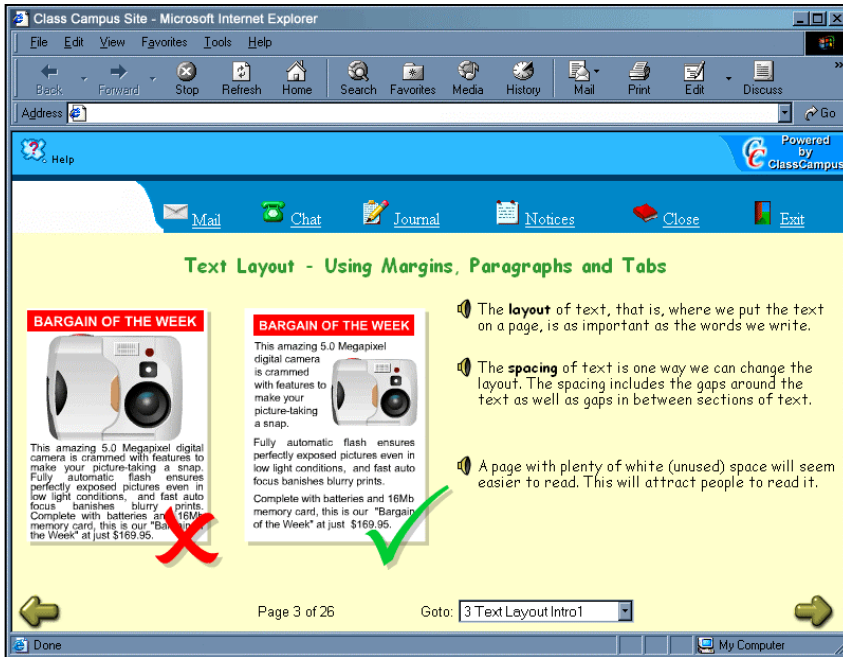 Class Campus Site - Microsoft Internet Explorer
File Edit View Favorites Tools Help
Back Forward Stop Refresh Home Search Favorites Media History Mail Print Edit Discuss
Address Go
Help
Powered
by
ClassCampus
Mail Chat Journal Notices Close Exit
Text Layout - Using Margins, Paragraphs and Tabs
BARGAIN OF THE WEEK
This amazing 5.0 Megapixel digital
camera is crammed with features to
make your picture-taking a snap.
Fully automatic flash ensures
perfectly exposed pictures even in
low light conditions, and fast auto
focus banishes blurry prints.
Complete with batteries and 16Mb
memory card, this is our "Bargain of
the Week" at just $169.95.
BARGAIN OF THE WEEK
This amazing 5.0 Megapixel
digital camera
is crammed
with features to
make your
picture-taking
a snap.
Fully automatic flash ensures
perfectly exposed pictures even in
low light conditions, and fast auto
focus banishes blurry prints.
Complete with batteries and 16Mb
memory card, this is our "Bargain
of the Week" at just $169.95.
The layout of text, that is, where we put the text
on a page, is as important as the words we write.
The spacing of text is one way we can change the
layout. The spacing includes the gaps around the
text as well as gaps in between sections of text.
A page with plenty of white (unused) space will seem
easier to read. This will attract people to read it.
Page 3 of 26 Goto: 3 Text Layout Intro1
Done My Computer